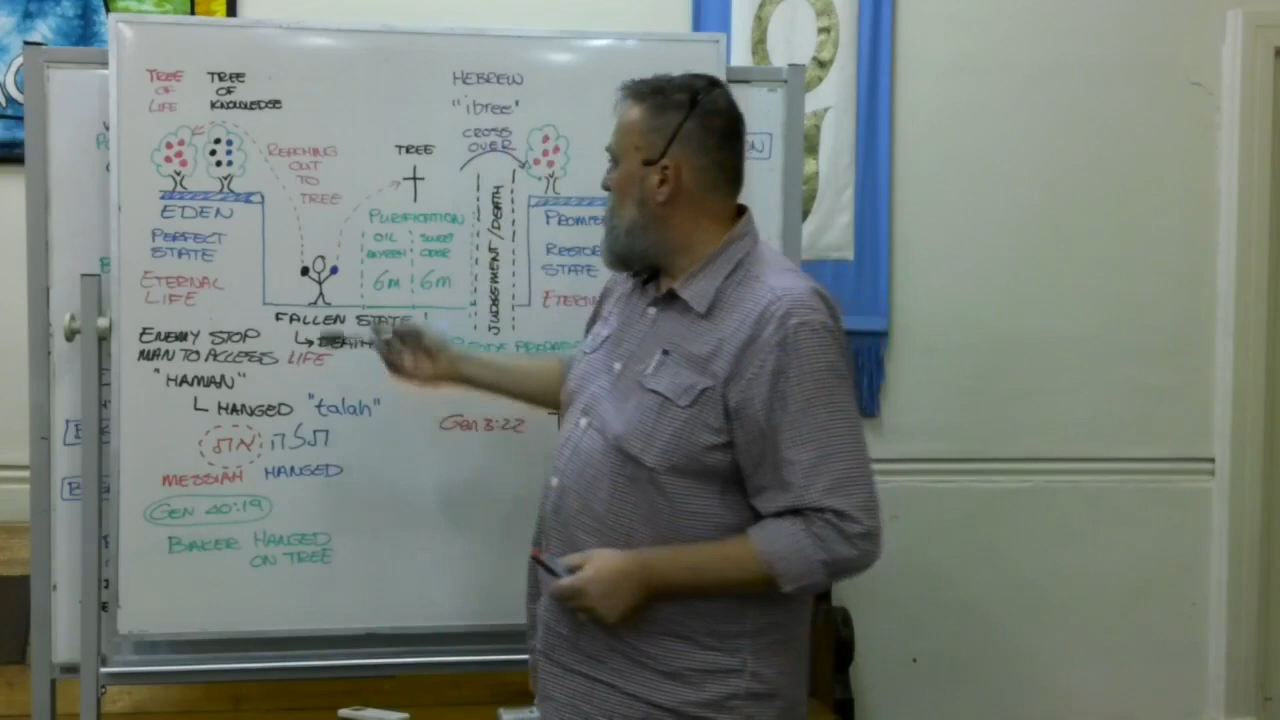 TREE
OF
LIFE
TREE
OF
KNOWLEDGE
HEBREW
"ibree"
CROSS
OVER
REACHING
OUT
TO
TREE
TREE
EDEN
PERFECT
STATE
ETERNAL
LIFE
PURIFICATION
OIL
SWEET
ODOR
6m
6m
JUDGEMENT/DEATH
STATE
FALLEN STATE
DEATH
ENEMY STOP
MAN TO ACCESS LIFE
"HAMAN"
HANGED "talah"
את תלה
MESSIAH HANGED
Gen 3:22
GEN 40:19
BAKER HANGED
ON TREE